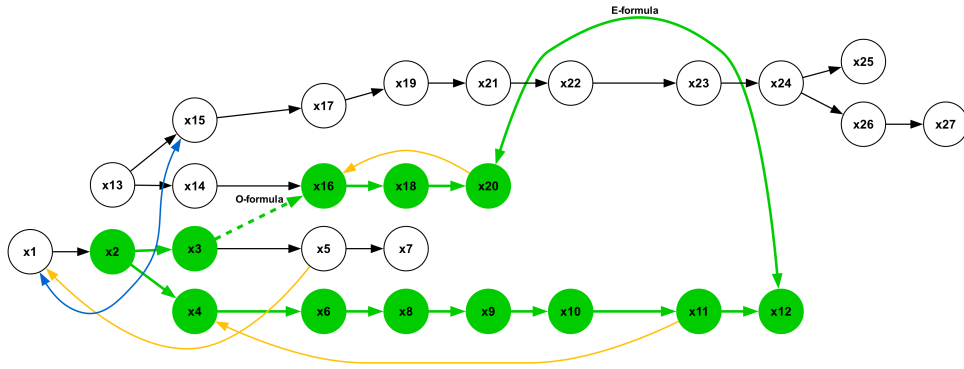 E-formula
x25
x19
x21
x22
x23
x24
x17
x15
x26
x27
x13
x14
x16
x18
x20
O-formula
x1
x2
x3
x5
x7
x4
x6
x8
x9
x10
x11
x12